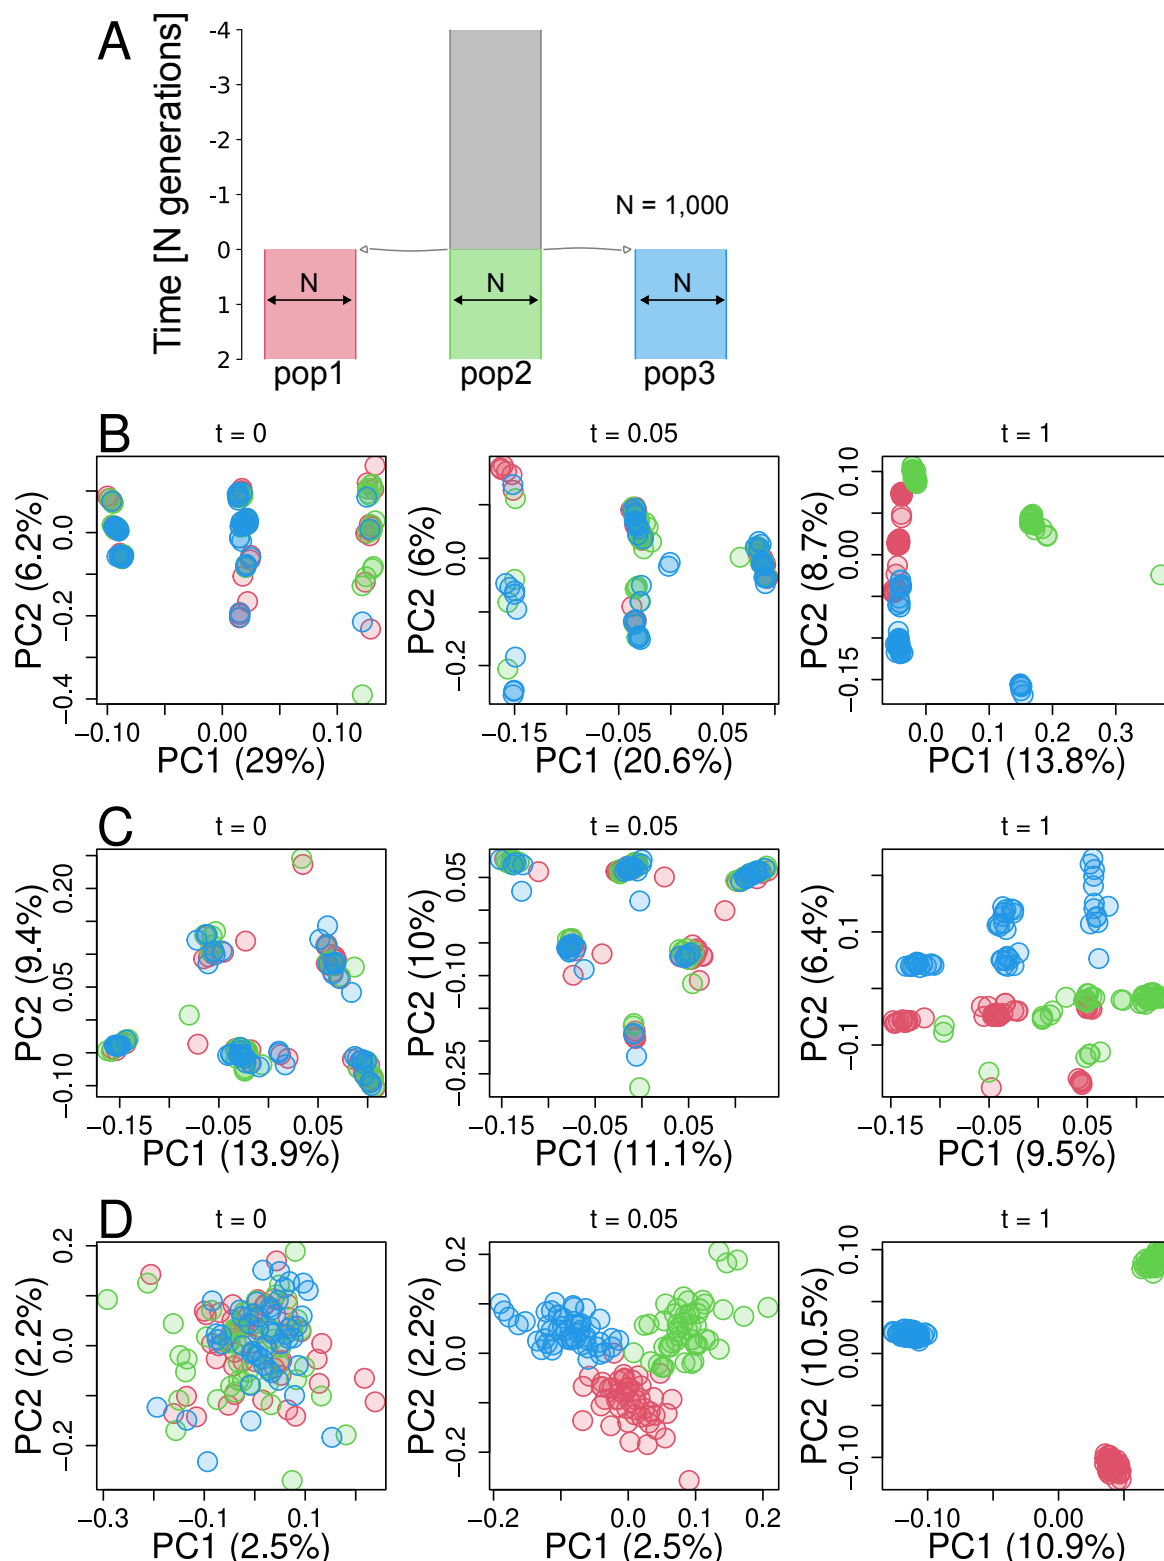 A
Time [N generations]
-4
-3
-2
-1
0
1
2
N = 1,000
N
N
N
pop1
pop2
pop3
B
t = 0
t = 0.05
t = 1
PC2 (6.2%)
0.0
−0.2
−0.4
−0.10
0.00
0.10
PC1 (29%)
PC2 (6%)
0.0
−0.2
−0.15
−0.05
0.05
PC1 (20.6%)
PC2 (8.7%)
0.10
0.00
−0.15
0.0
0.1
0.2
0.3
PC1 (13.8%)
C
t = 0
t = 0.05
t = 1
PC2 (9.4%)
0.20
0.05
−0.10
−0.15
−0.05
0.05
PC1 (13.9%)
PC2 (10%)
0.05
−0.10
−0.25
−0.15
−0.05
0.05
PC1 (11.1%)
PC2 (6.4%)
0.1
−0.1
−0.15
−0.05
0.05
PC1 (9.5%)
D
t = 0
t = 0.05
t = 1
PC2 (2.2%)
0.2
0.0
−0.2
−0.3
−0.1
0.1
PC1 (2.5%)
PC2 (2.2%)
0.2
0.0
−0.2
−0.2
0.0
0.1
0.2
PC1 (2.5%)
PC2 (10.5%)
0.10
0.00
−0.10
−0.10
0.00
PC1 (10.9%)